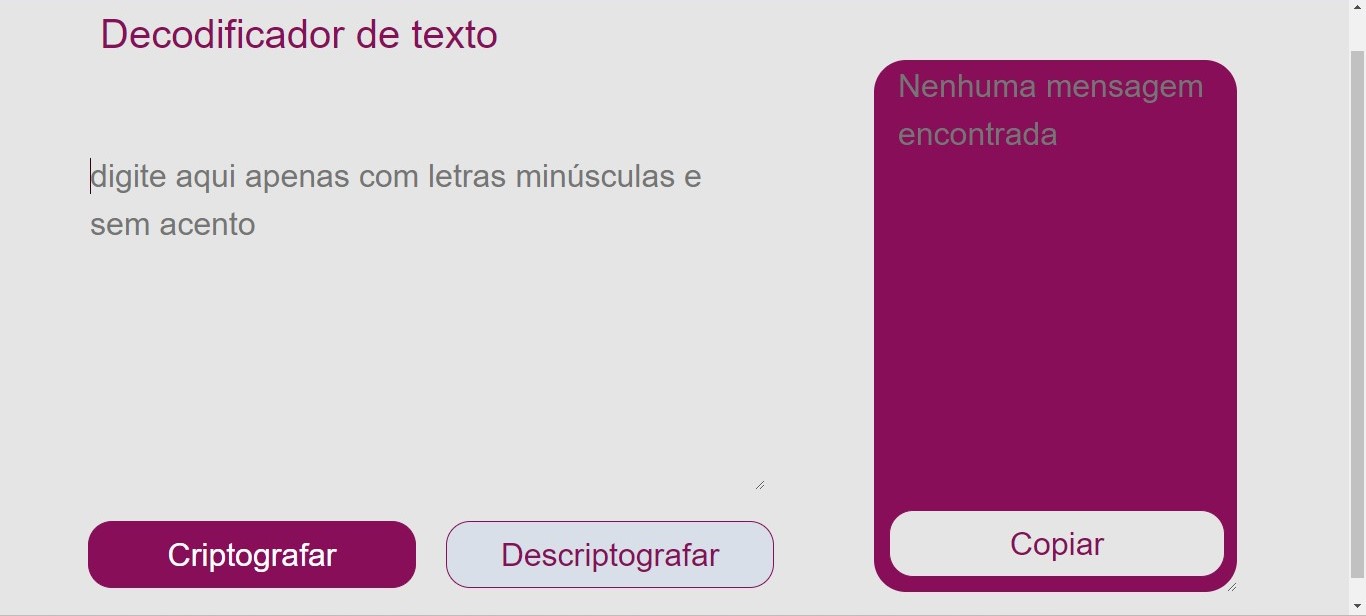 Decodificador de texto
digite aqui apenas com letras minúsculas e
sem acento
Criptografar
Descriptografar
Nenhuma mensagem
encontrada
Copiar